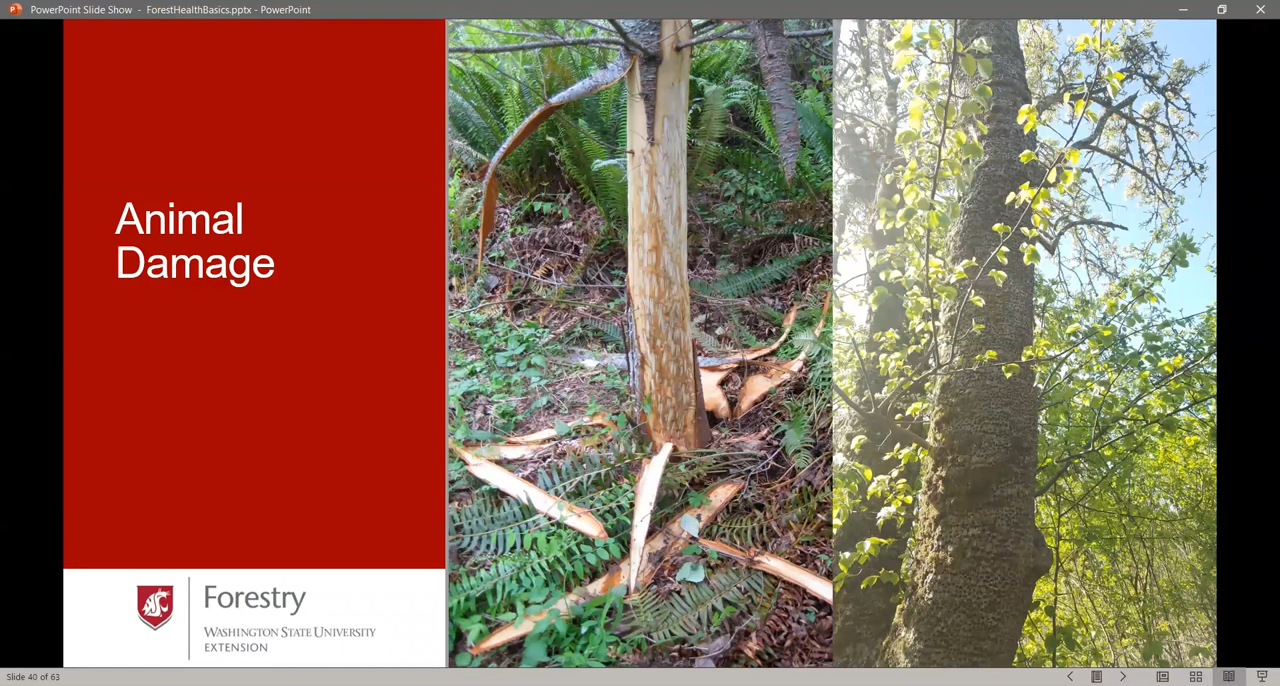 PowerPoint Slide Show - ForestHealthBasics.pptx - PowerPoint
Animal
Damage
Forestry
WASHINGTON STATE UNIVERSITY
EXTENSION
Slide 40 of 63